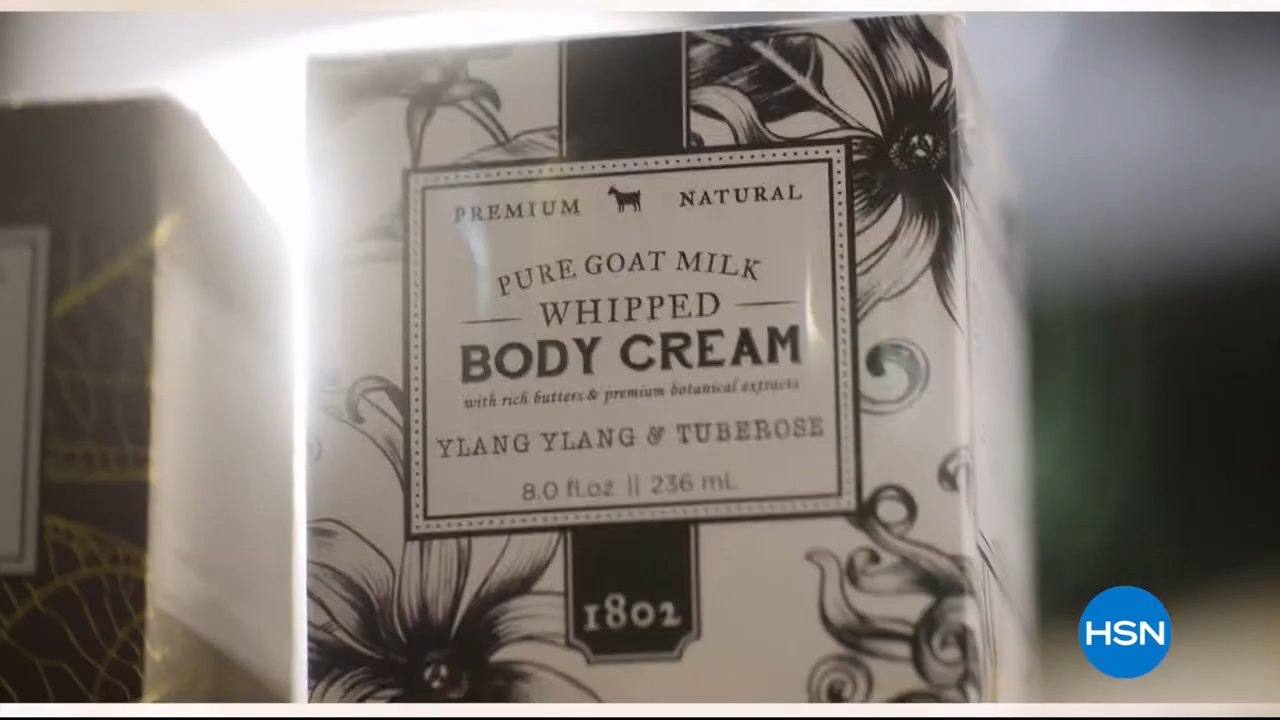 PREMIUM NATURAL
PURE GOAT MILK
WHIPPED
BODY CREAM
with rich butters & premium botanical extracts
YLANG YLANG & TUBEROSE
8.0 fl.oz || 236 mL
1802
HSN